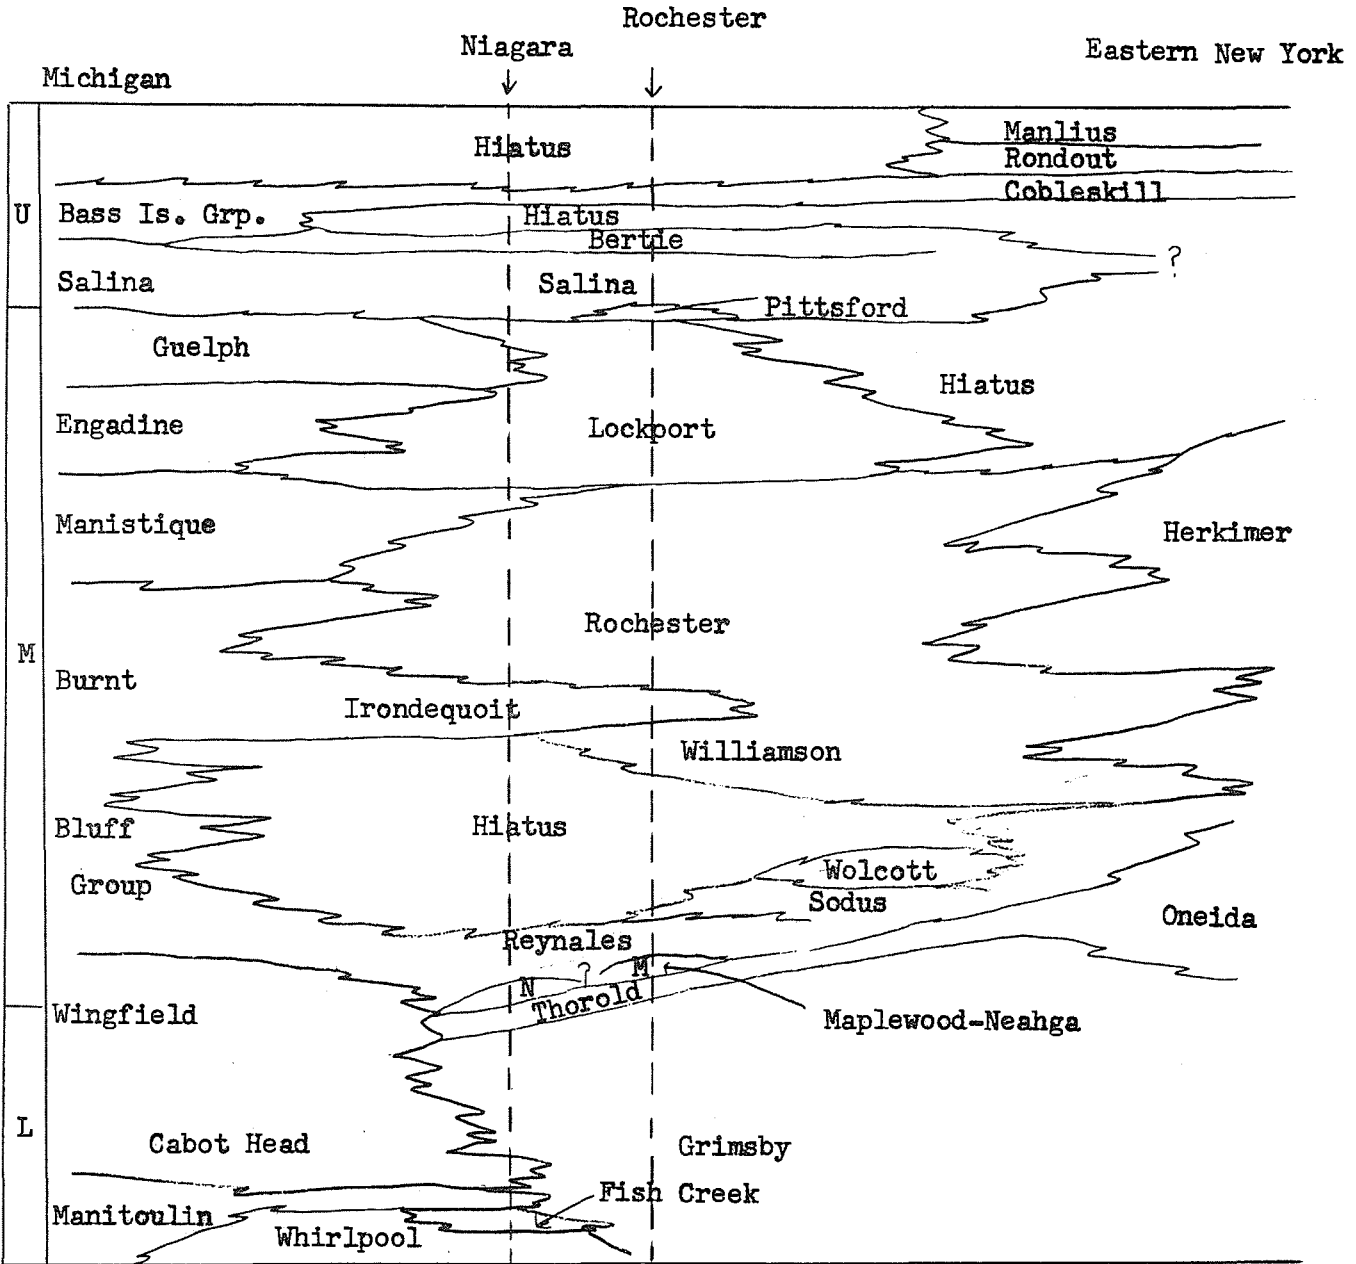 Rochester
Niagara
Eastern New York
Michigan
Hiatus
Manlius
Rondout
Cobleskill
U
Bass Is. Grp.
Hiatus
Bertie
?
Salina
Salina
Pittsford
Guelph
Hiatus
Engadine
Lockport
Manistique
Herkimer
Rochester
M
Burnt
Irondequoit
Williamson
Bluff
Hiatus
Wolcott
Group
Sodus
Oneida
Reynales
?
M
N
Thorold
Wingfield
Maplewood-Neahga
L
Cabot Head
Grimsby
Fish Creek
Manitoulin
Whirlpool